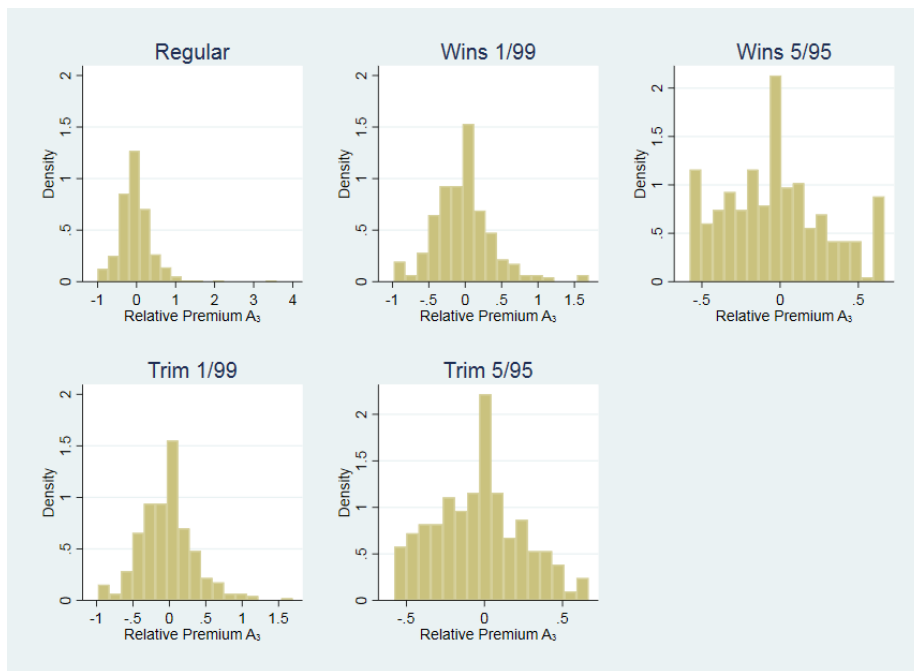 Regular
Density
0 .5 1 1.5 2
-1 0 1 2 3 4
Relative Premium A₃
Wins 1/99
Density
0 .5 1 1.5 2
-1 -.5 0 .5 1 1.5
Relative Premium A₃
Wins 5/95
Density
0 .5 1 1.5 2
-.5 0 .5
Relative Premium A₃
Trim 1/99
Density
0 .5 1 1.5 2
-1 -.5 0 .5 1 1.5
Relative Premium A₃
Trim 5/95
Density
0 .5 1 1.5 2
-.5 0 .5
Relative Premium A₃